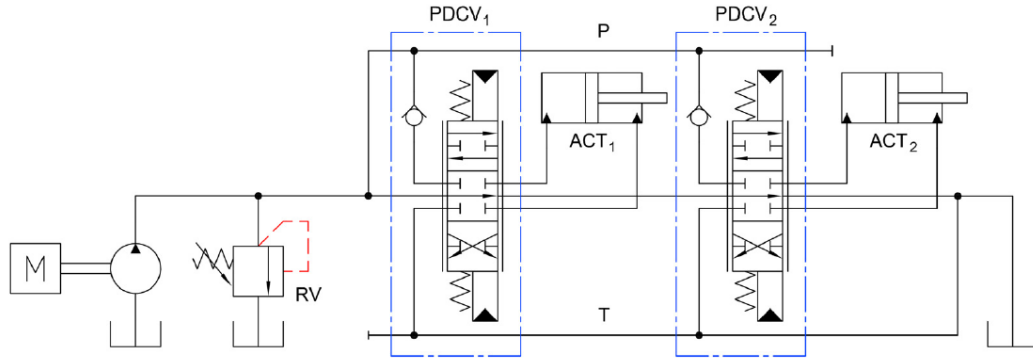 PDCV₁
PDCV₂
P
ACT₁
ACT₂
M
RV
T